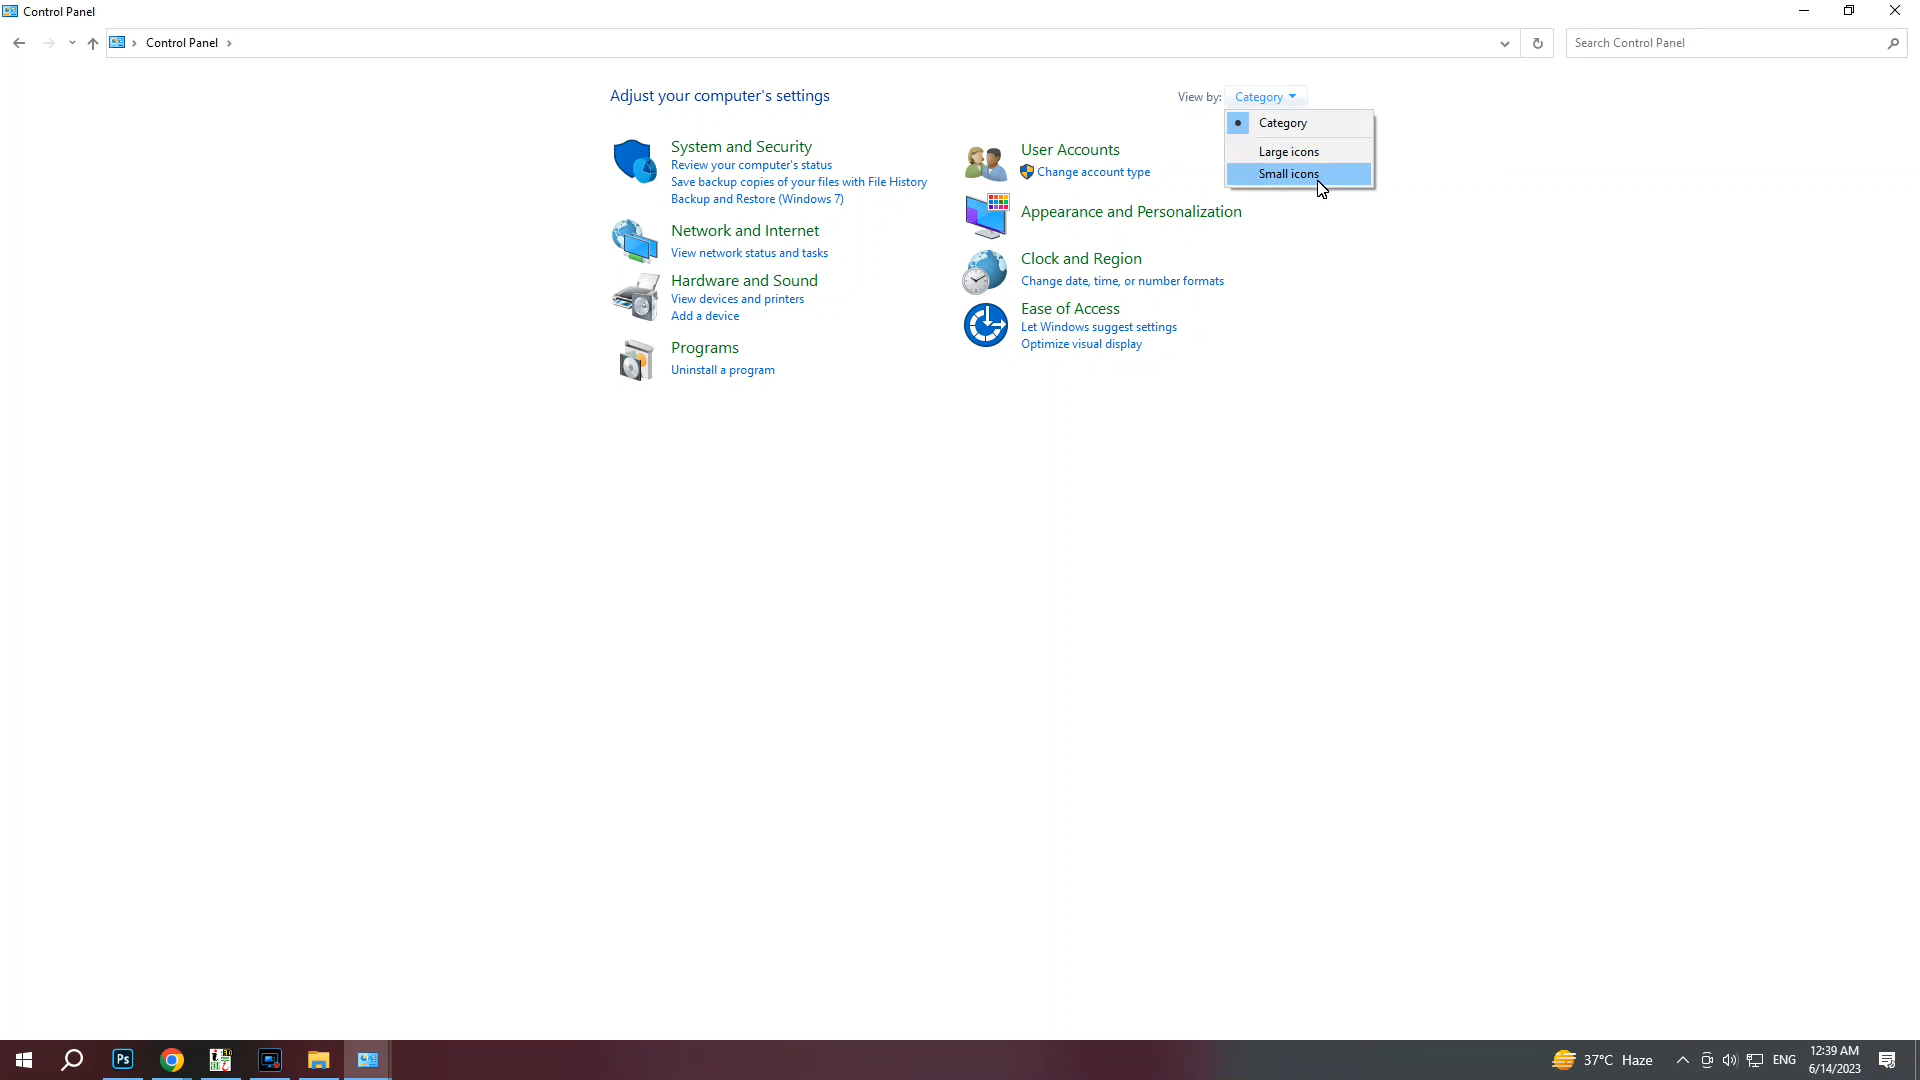 Control Panel
Control Panel
Search Control Panel
Adjust your computer's settings
View by: Category
Category
Large icons
Small icons
System and Security
Review your computer's status
Save backup copies of your files with File History
Backup and Restore (Windows 7)
Network and Internet
View network status and tasks
Hardware and Sound
View devices and printers
Add a device
Programs
Uninstall a program
User Accounts
Change account type
Appearance and Personalization
Clock and Region
Change date, time, or number formats
Ease of Access
Let Windows suggest settings
Optimize visual display
Ps
37°C Haze
ENG
12:39 AM
6/14/2023